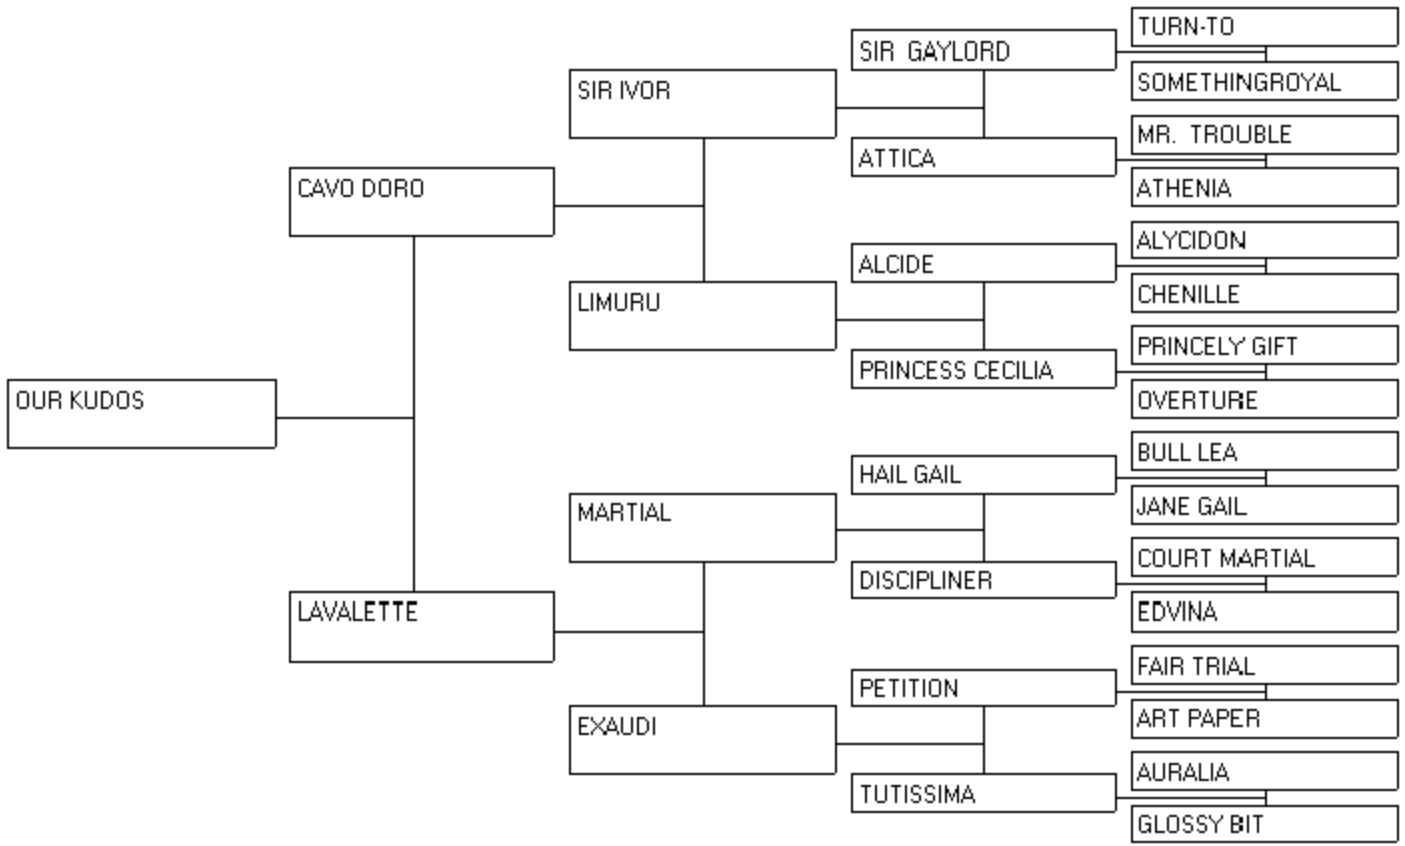 TURN-TO
SIR GAYLORD
SOMETHINGROYAL
SIR IVOR
MR. TROUBLE
ATTICA
ATHENIA
CAVO DORO
ALYCIDON
ALCIDE
CHENILLE
LIMURU
PRINCELY GIFT
PRINCESS CECILIA
OVERTURE
OUR KUDOS
BULL LEA
HAIL GAIL
JANE GAIL
MARTIAL
COURT MARTIAL
DISCIPLINER
EDVINA
LAVALETTE
FAIR TRIAL
PETITION
ART PAPER
EXAUDI
AURALIA
TUTISSIMA
GLOSSY BIT